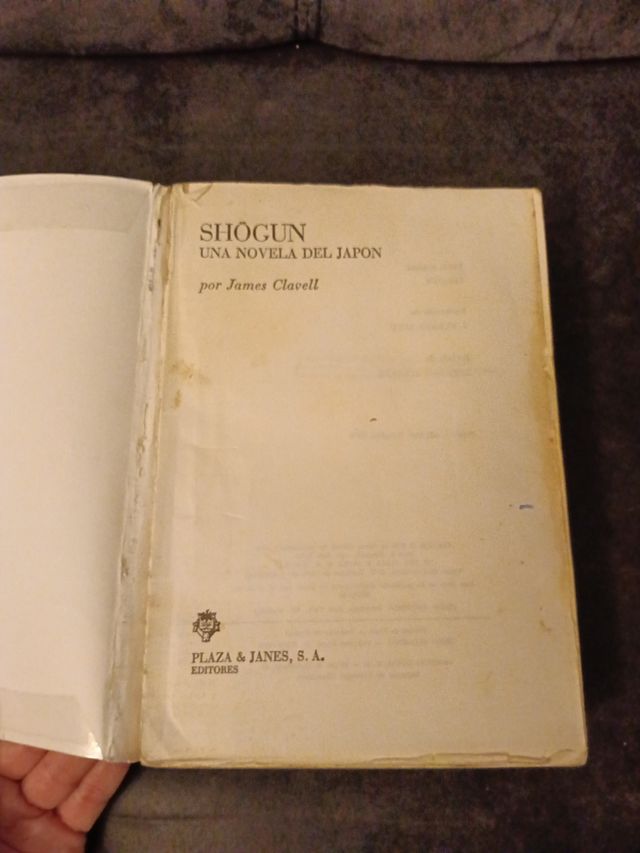 SHŌGUN
UNA NOVELA DEL JAPON
por James Clavell
PLAZA & JANES, S. A.
EDITORES